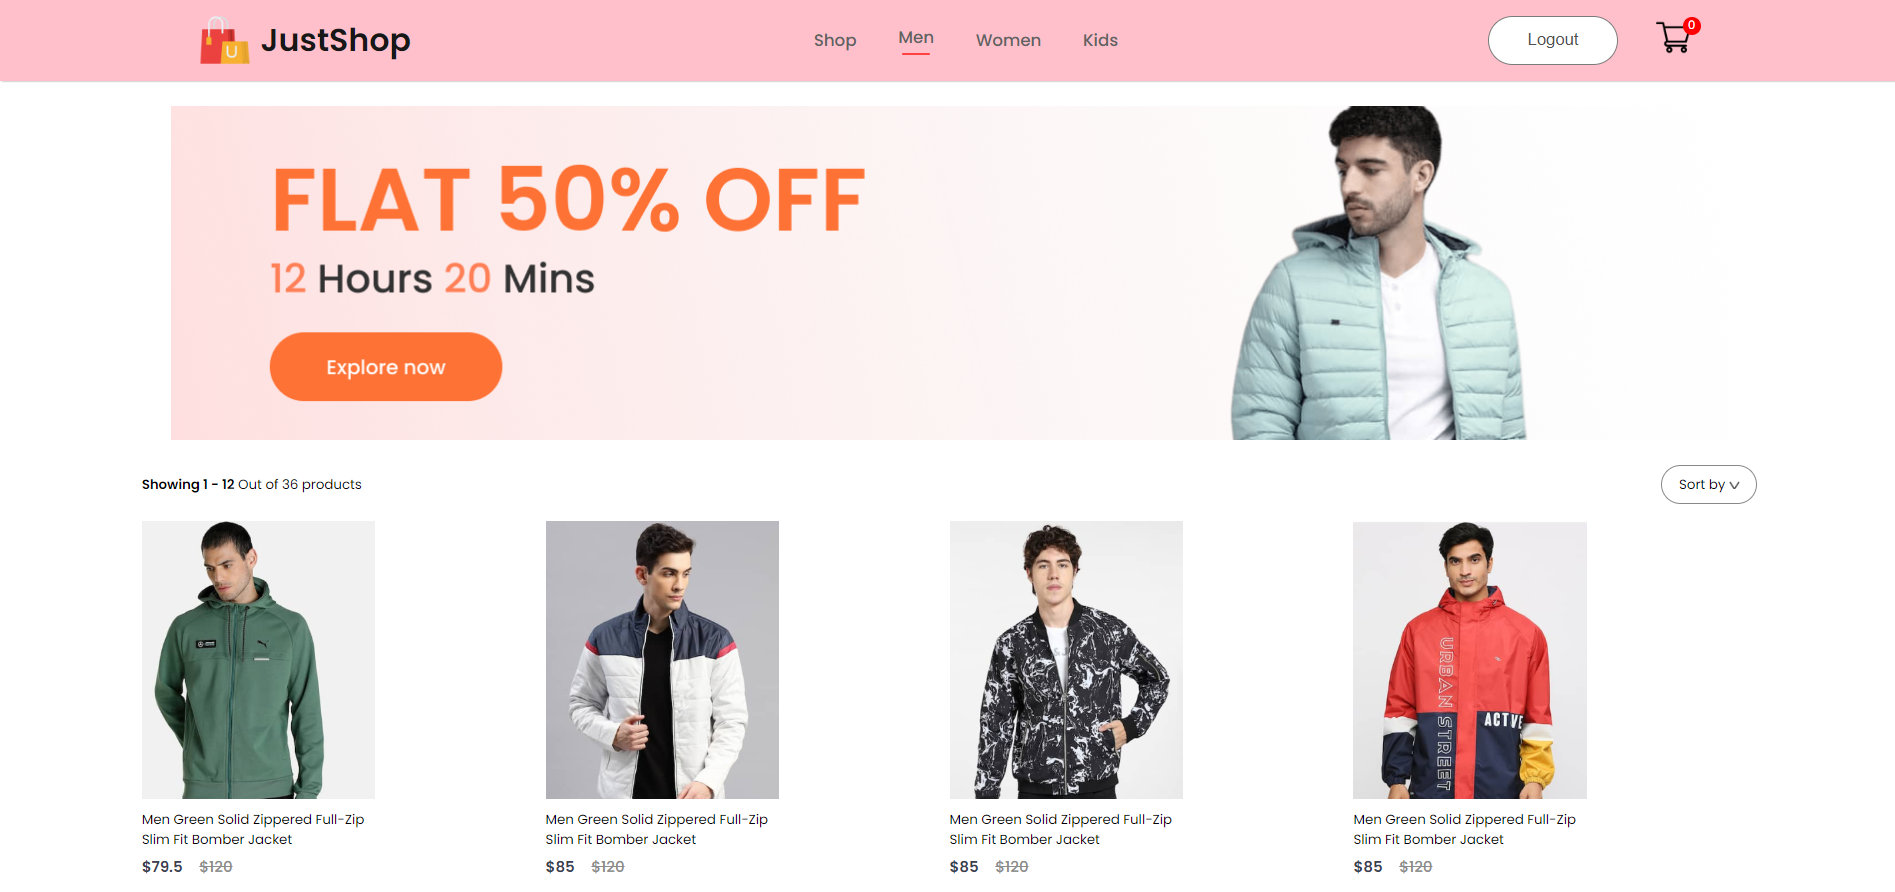 U JustShop
Shop Men Women Kids
Logout
0
FLAT 50% OFF
12 Hours 20 Mins
Explore now
Showing 1 - 12 Out of 36 products
Sort by
URBAN STREET
ACTVE
Men Green Solid Zippered Full-Zip
Slim Fit Bomber Jacket
$79.5 $120
Men Green Solid Zippered Full-Zip
Slim Fit Bomber Jacket
$85 $120
Men Green Solid Zippered Full-Zip
Slim Fit Bomber Jacket
$85 $120
Men Green Solid Zippered Full-Zip
Slim Fit Bomber Jacket
$85 $120